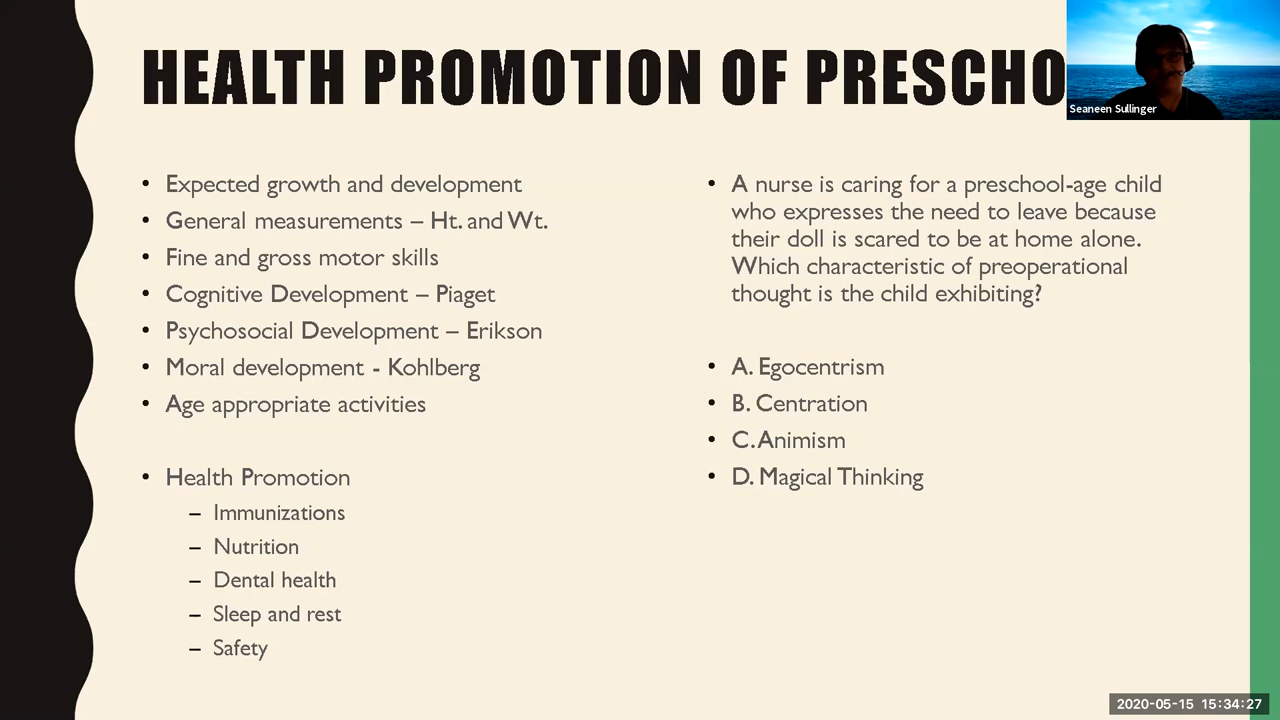 HEALTH PROMOTION OF PRESCHO
Seaneen Sullinger
• Expected growth and development
• General measurements – Ht. and Wt.
• Fine and gross motor skills
• Cognitive Development – Piaget
• Psychosocial Development – Erikson
• Moral development - Kohlberg
• Age appropriate activities
• Health Promotion
– Immunizations
– Nutrition
– Dental health
– Sleep and rest
– Safety
• A nurse is caring for a preschool-age child
who expresses the need to leave because
their doll is scared to be at home alone.
Which characteristic of preoperational
thought is the child exhibiting?
• A. Egocentrism
• B. Centration
• C. Animism
• D. Magical Thinking
2020-05-15 15:34:27